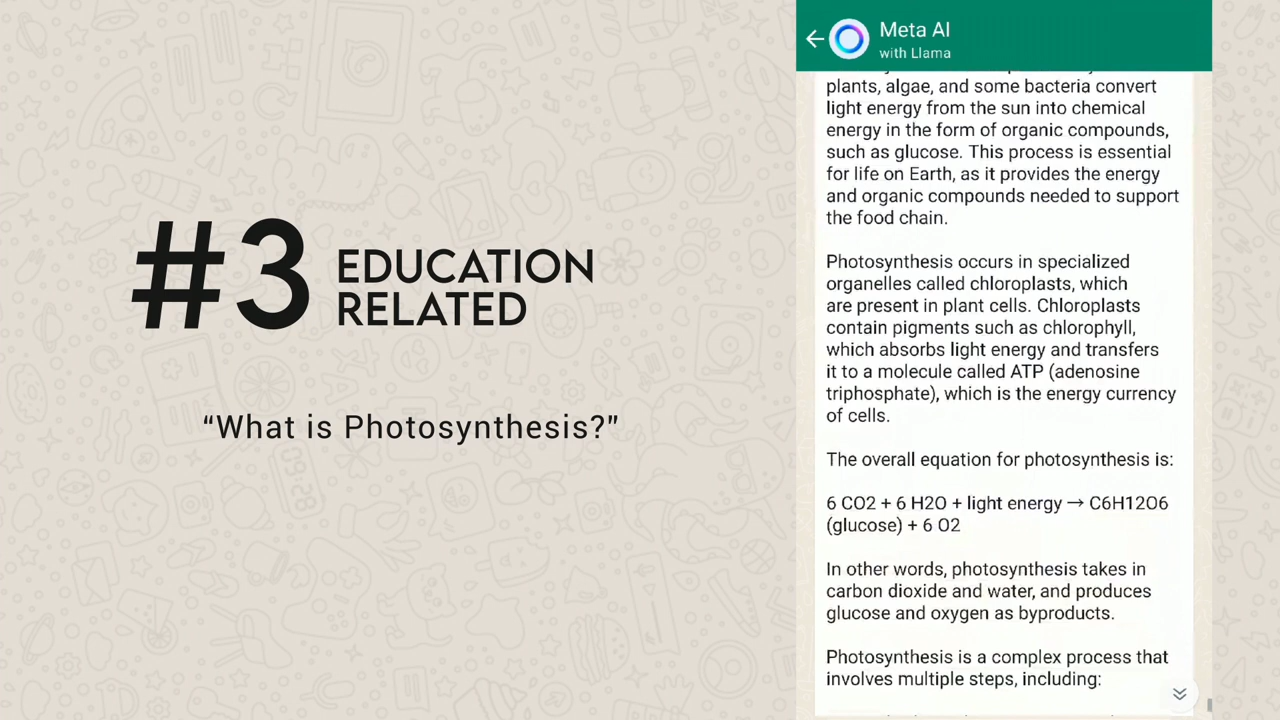 #3 EDUCATION
RELATED
“What is Photosynthesis?”
Meta AI
with Llama
plants, algae, and some bacteria convert
light energy from the sun into chemical
energy in the form of organic compounds,
such as glucose. This process is essential
for life on Earth, as it provides the energy
and organic compounds needed to support
the food chain.
Photosynthesis occurs in specialized
organelles called chloroplasts, which
are present in plant cells. Chloroplasts
contain pigments such as chlorophyll,
which absorbs light energy and transfers
it to a molecule called ATP (adenosine
triphosphate), which is the energy currency
of cells.
The overall equation for photosynthesis is:
6 CO2 + 6 H2O + light energy → C6H12O6
(glucose) + 6 O2
In other words, photosynthesis takes in
carbon dioxide and water, and produces
glucose and oxygen as byproducts.
Photosynthesis is a complex process that
involves multiple steps, including: